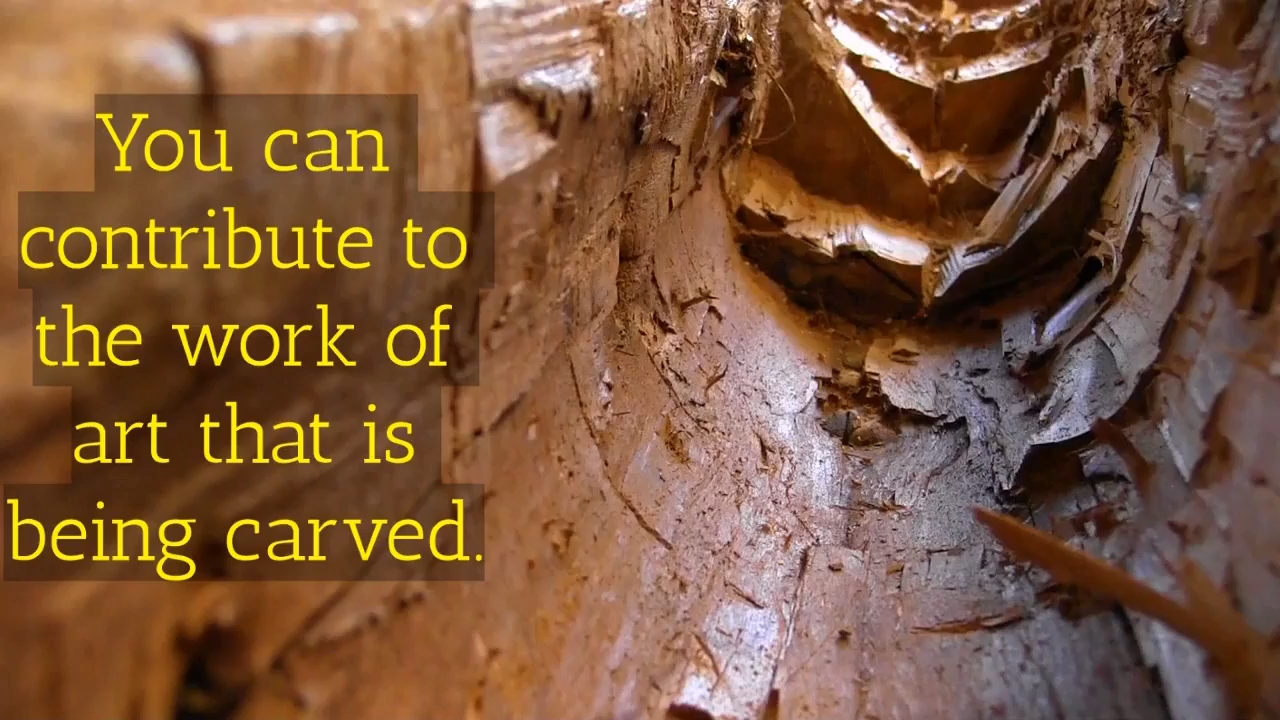 You can
contribute to
the work of
art that is
being carved.